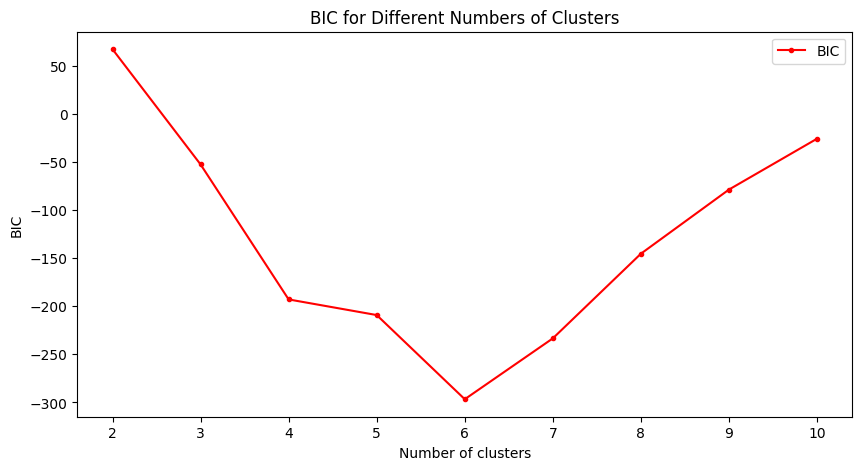 BIC for Different Numbers of Clusters
BIC
50
0
−50
−100
−150
−200
−250
−300
BIC
2 3 4 5 6 7 8 9 10
Number of clusters